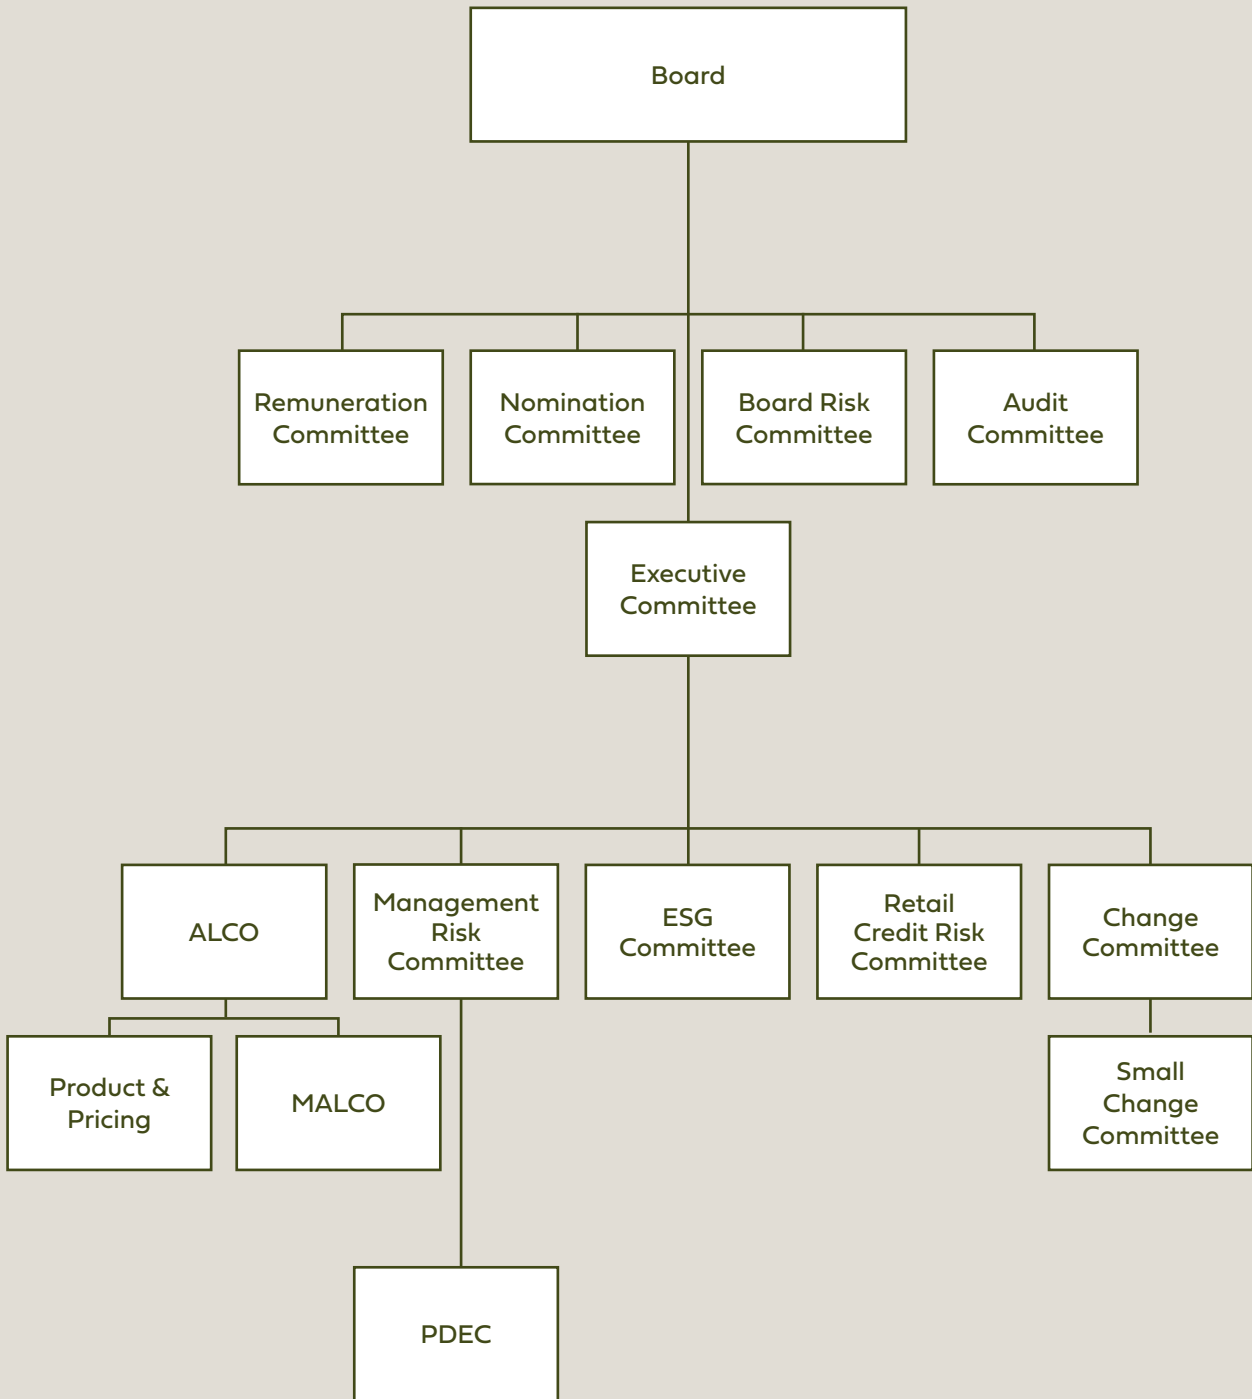 Board
Remuneration
Committee
Nomination
Committee
Board Risk
Committee
Audit
Committee
Executive
Committee
ALCO
Management
Risk
Committee
ESG
Committee
Retail
Credit Risk
Committee
Change
Committee
Product &
Pricing
MALCO
Small
Change
Committee
PDEC